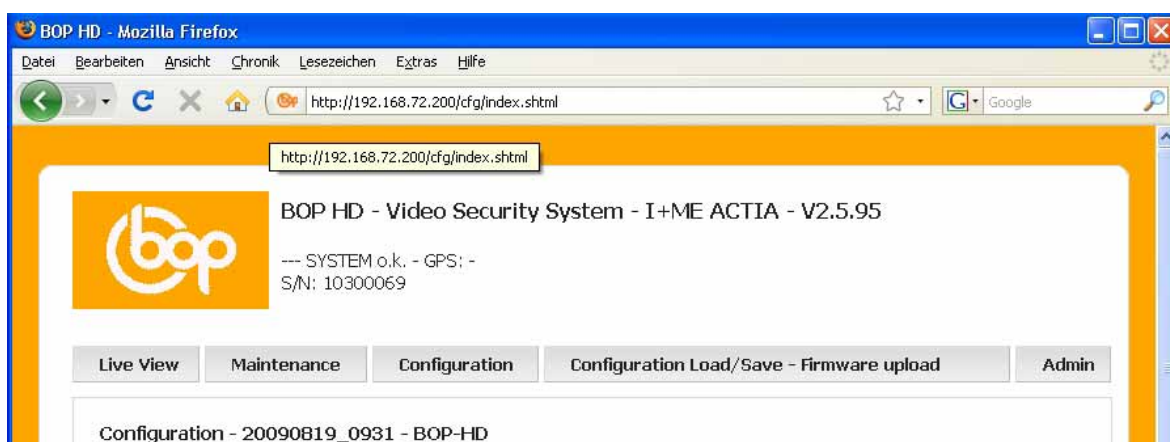 BOP HD - Mozilla Firefox
Datei Bearbeiten Ansicht Chronik Lesezeichen Extras Hilfe
http://192.168.72.200/cfg/index.shtml
G Google
http://192.168.72.200/cfg/index.shtml
bop
BOP HD - Video Security System - I+ME ACTIA - V2.5.95
--- SYSTEM o.k. - GPS: -
S/N: 10300069
Live View Maintenance Configuration Configuration Load/Save - Firmware upload Admin
Configuration - 20090819_0931 - BOP-HD